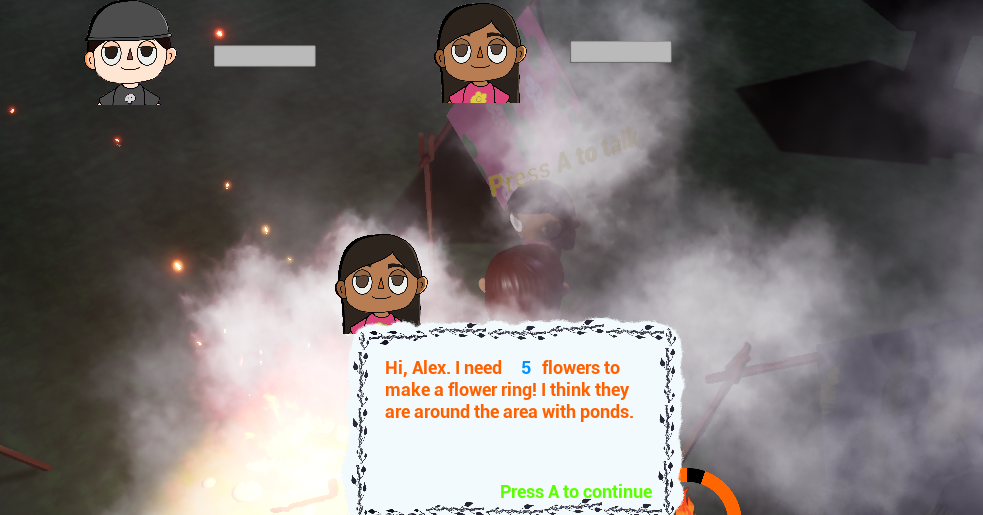 Press A to talk
Hi, Alex. I need 5 flowers to
make a flower ring! I think they
are around the area with ponds.
Press A to continue